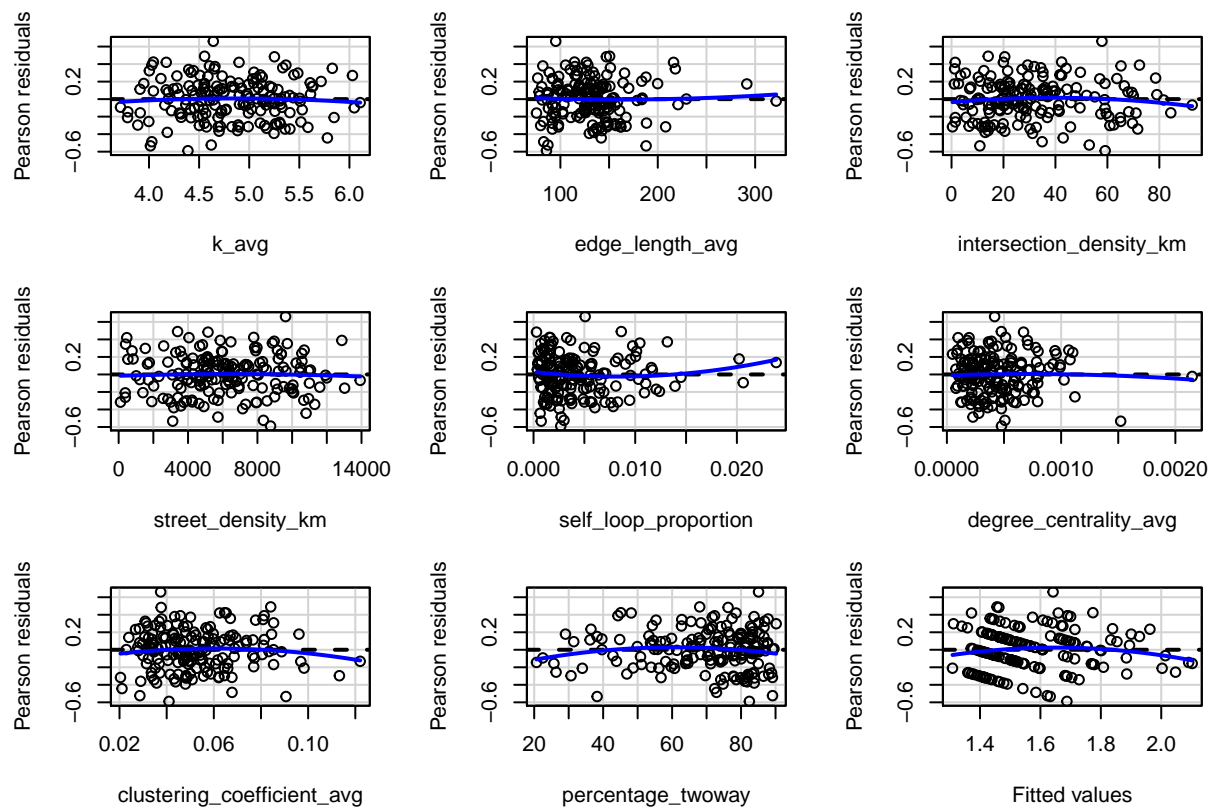 Pearson residuals
−0.6 0.2
4.0 4.5 5.0 5.5 6.0
k_avg
Pearson residuals
−0.6 0.2
100 200 300
edge_length_avg
Pearson residuals
−0.6 0.2
0 20 40 60 80
intersection_density_km
Pearson residuals
−0.6 0.2
0 4000 8000 14000
street_density_km
Pearson residuals
−0.6 0.2
0.000 0.010 0.020
self_loop_proportion
Pearson residuals
−0.6 0.2
0.0000 0.0010 0.0020
degree_centrality_avg
Pearson residuals
−0.6 0.2
0.02 0.06 0.10
clustering_coefficient_avg
Pearson residuals
−0.6 0.2
20 40 60 80
percentage_twoway
Pearson residuals
−0.6 0.2
1.4 1.6 1.8 2.0
Fitted values